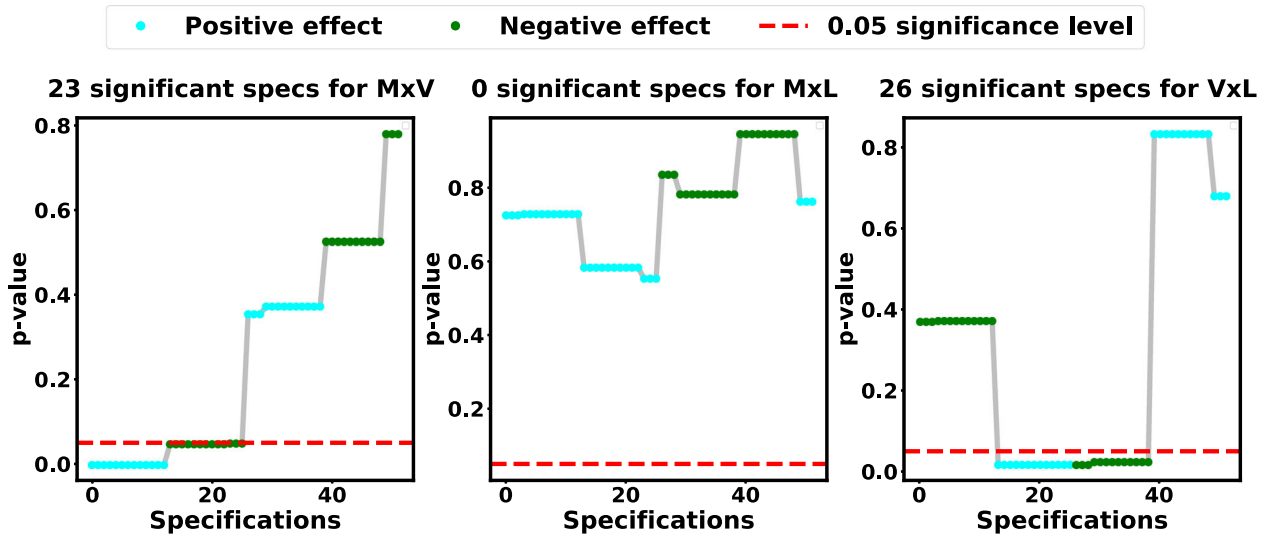 Positive effect Negative effect 0.05 significance level
23 significant specs for MxV
0.8
0.6
0.4
0.2
0.0
p-value
0 20 40
Specifications
0 significant specs for MxL
0.8
0.6
0.4
0.2
p-value
0 20 40
Specifications
26 significant specs for VxL
0.8
0.6
0.4
0.2
0.0
p-value
0 20 40
Specifications